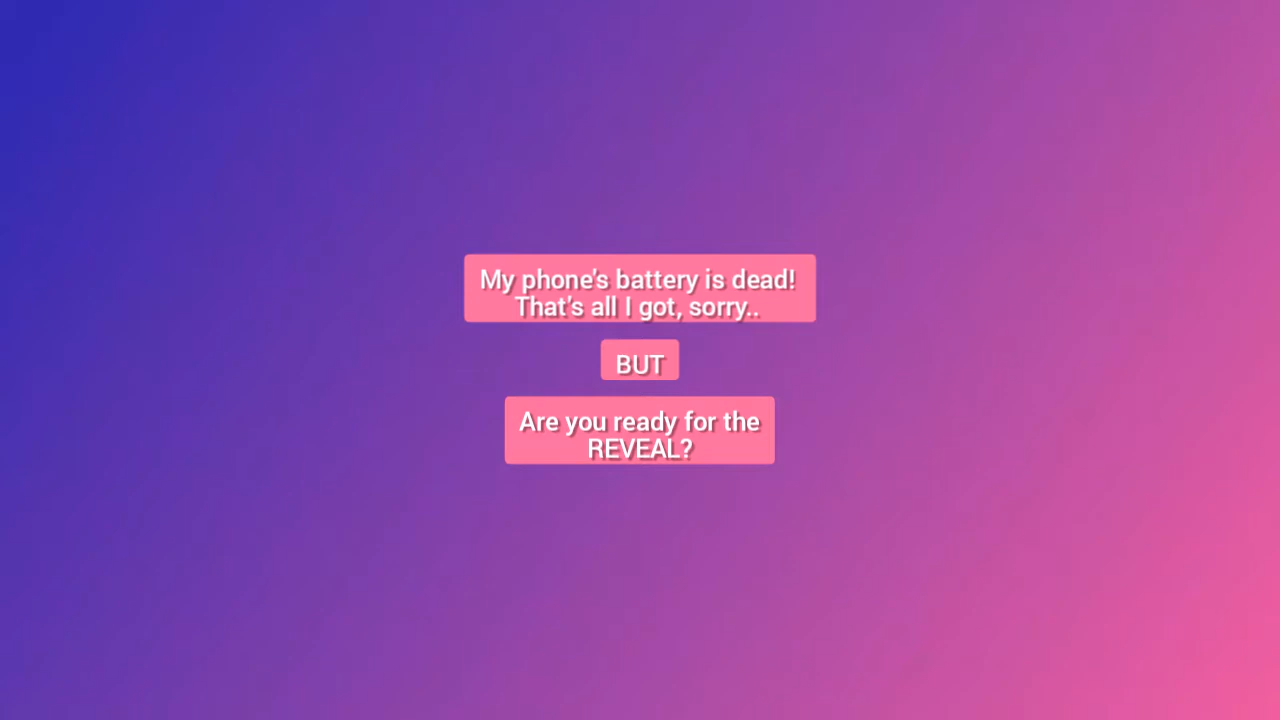 My phone's battery is dead!
That's all I got, sorry..
BUT
Are you ready for the
REVEAL?